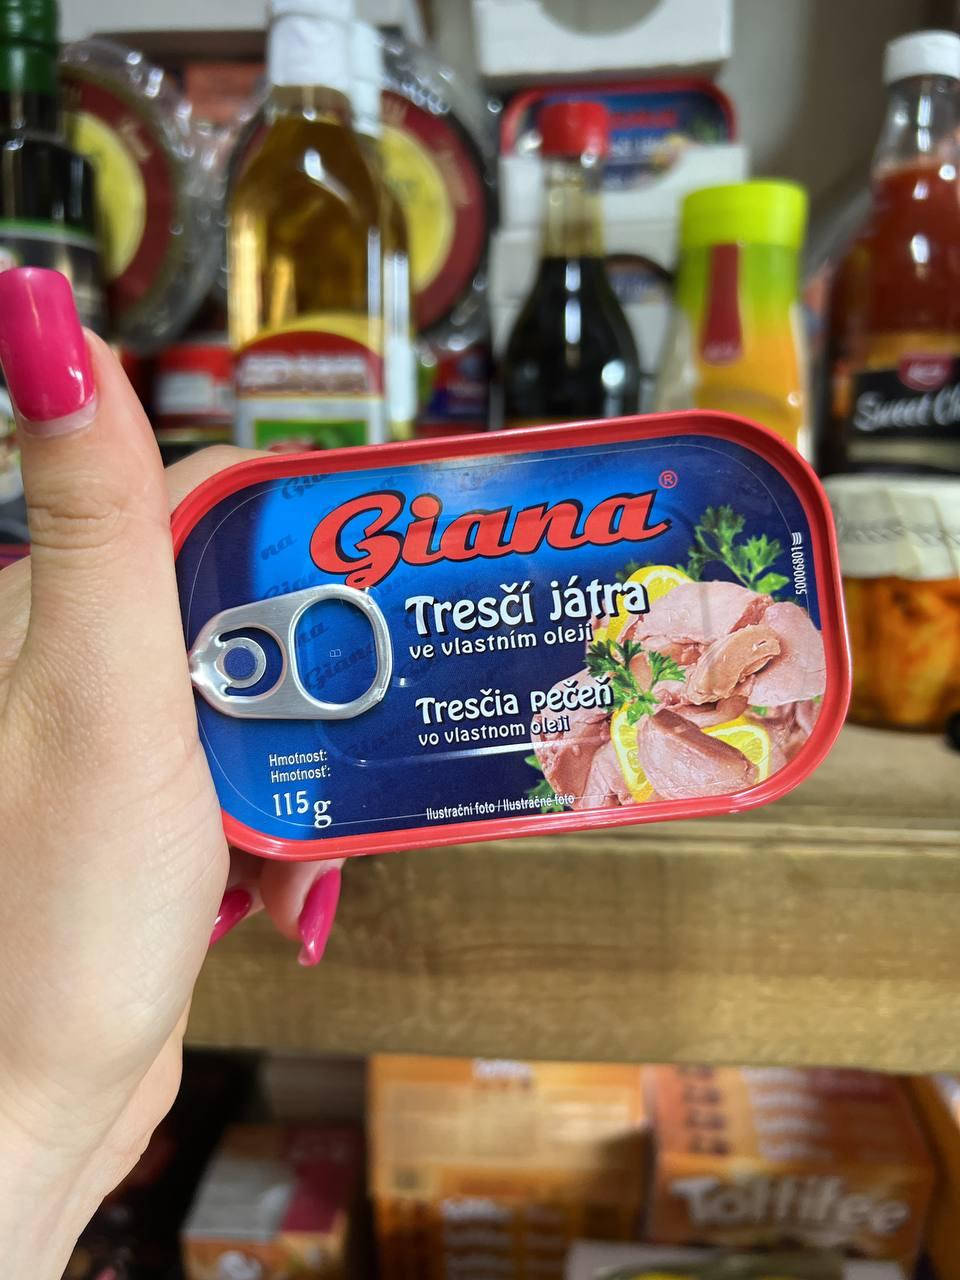 Giana®
Tresčí játra
ve vlastním oleji
Tresčia pečeň
vo vlastnom oleji
Hmotnost:
Hmotnosť:
115 g
Ilustrační foto / Ilustračné foto
50006801
Sweet Ch
Toffifee